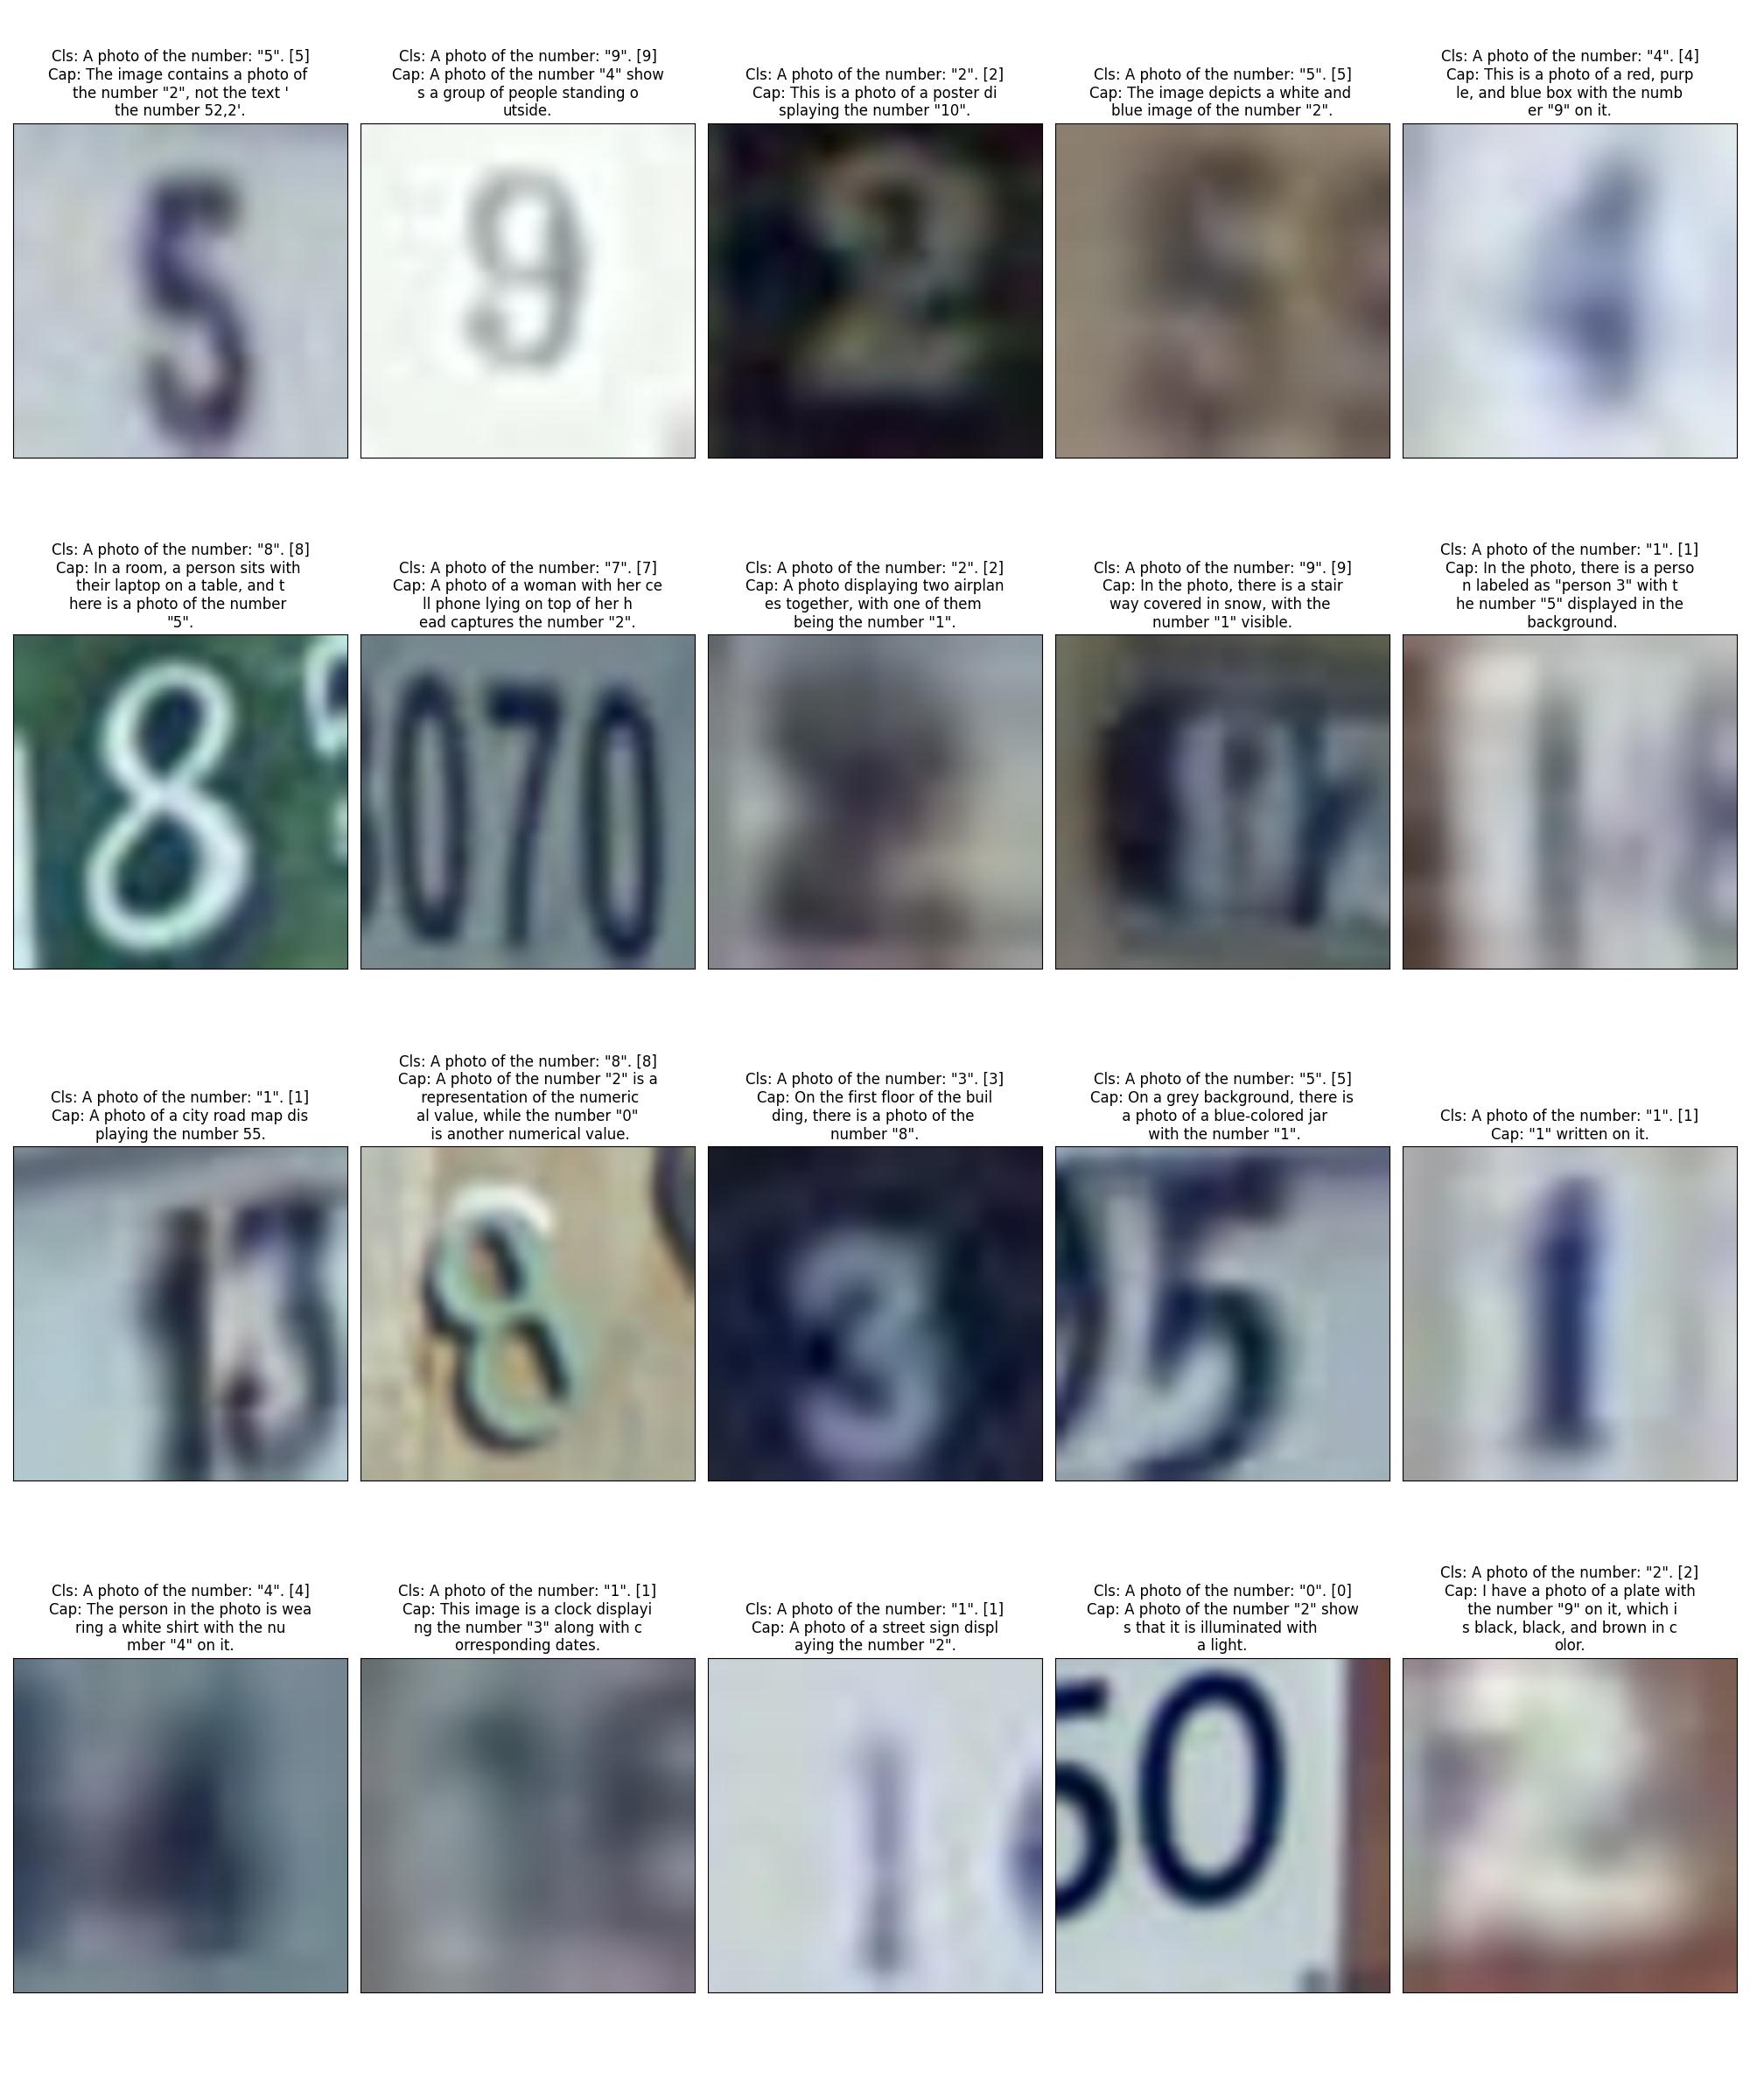 Cls: A photo of the number: "5". [5]
Cap: The image contains a photo of
the number "2", not the text '
the number 52,2'.
5
Cls: A photo of the number: "9". [9]
Cap: A photo of the number "4" show
s a group of people standing o
utside.
9
Cls: A photo of the number: "2". [2]
Cap: This is a photo of a poster di
splaying the number "10".
2
Cls: A photo of the number: "5". [5]
Cap: The image depicts a white and
blue image of the number "2".
5
Cls: A photo of the number: "4". [4]
Cap: This is a photo of a red, purp
le, and blue box with the numb
er "9" on it.
4
Cls: A photo of the number: "8". [8]
Cap: In a room, a person sits with
their laptop on a table, and t
here is a photo of the number
"5".
8
Cls: A photo of the number: "7". [7]
Cap: A photo of a woman with her ce
ll phone lying on top of her h
ead captures the number "2".
070
Cls: A photo of the number: "2". [2]
Cap: A photo displaying two airplan
es together, with one of them
being the number "1".
2
Cls: A photo of the number: "9". [9]
Cap: In the photo, there is a stair
way covered in snow, with the
number "1" visible.
Cls: A photo of the number: "1". [1]
Cap: In the photo, there is a perso
n labeled as "person 3" with t
he number "5" displayed in the
background.
1
Cls: A photo of the number: "1". [1]
Cap: A photo of a city road map dis
playing the number 55.
13
Cls: A photo of the number: "8". [8]
Cap: A photo of the number "2" is a
representation of the numeric
al value, while the number "0"
is another numerical value.
8
Cls: A photo of the number: "3". [3]
Cap: On the first floor of the buil
ding, there is a photo of the
number "8".
3
Cls: A photo of the number: "5". [5]
Cap: On a grey background, there is
a photo of a blue-colored jar
with the number "1".
5
Cls: A photo of the number: "1". [1]
Cap: "1" written on it.
1
Cls: A photo of the number: "4". [4]
Cap: The person in the photo is wea
ring a white shirt with the nu
mber "4" on it.
4
Cls: A photo of the number: "1". [1]
Cap: This image is a clock displayi
ng the number "3" along with c
orresponding dates.
1
Cls: A photo of the number: "1". [1]
Cap: A photo of a street sign displ
aying the number "2".
1
Cls: A photo of the number: "0". [0]
Cap: A photo of the number "2" show
s that it is illuminated with
a light.
50
Cls: A photo of the number: "2". [2]
Cap: I have a photo of a plate with
the number "9" on it, which i
s black, black, and brown in c
olor.
2